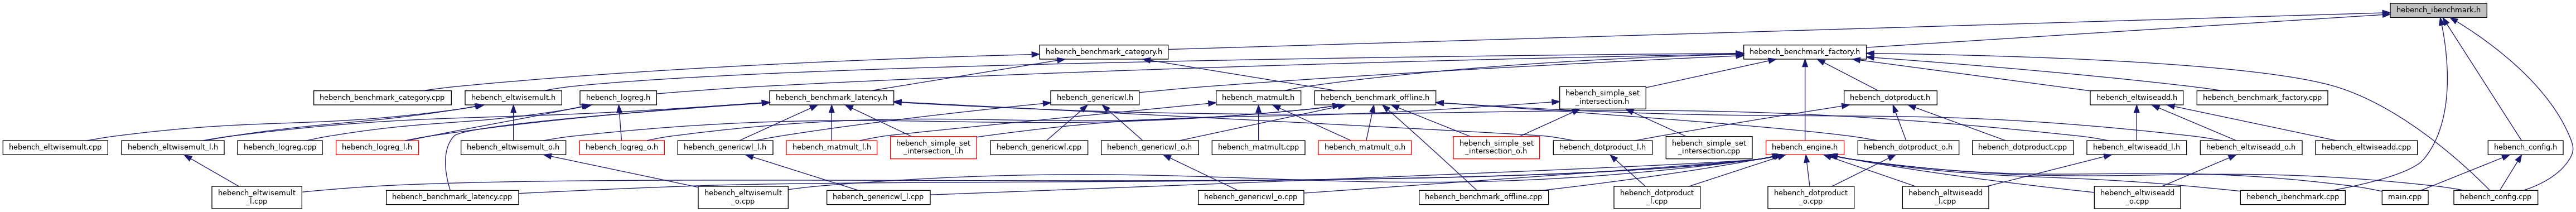 hebench_ibenchmark.h
hebench_benchmark_category.h
hebench_benchmark_factory.h
hebench_benchmark_category.cpp
hebench_eltwisemult.h
hebench_logreg.h
hebench_benchmark_latency.h
hebench_genericwl.h
hebench_matmult.h
hebench_benchmark_offline.h
hebench_simple_set
_intersection.h
hebench_dotproduct.h
hebench_eltwiseadd.h
hebench_benchmark_factory.cpp
hebench_eltwisemult.cpp
hebench_eltwisemult_l.h
hebench_logreg.cpp
hebench_logreg_l.h
hebench_eltwisemult_o.h
hebench_logreg_o.h
hebench_genericwl_l.h
hebench_matmult_l.h
hebench_simple_set
_intersection_l.h
hebench_genericwl.cpp
hebench_genericwl_o.h
hebench_matmult.cpp
hebench_matmult_o.h
hebench_simple_set
_intersection_o.h
hebench_dotproduct_l.h
hebench_simple_set
_intersection.cpp
hebench_engine.h
hebench_dotproduct_o.h
hebench_dotproduct.cpp
hebench_eltwiseadd_l.h
hebench_eltwiseadd_o.h
hebench_eltwiseadd.cpp
hebench_config.h
hebench_eltwisemult
_l.cpp
hebench_benchmark_latency.cpp
hebench_eltwisemult
_o.cpp
hebench_genericwl_l.cpp
hebench_genericwl_o.cpp
hebench_benchmark_offline.cpp
hebench_dotproduct
_l.cpp
hebench_dotproduct
_o.cpp
hebench_eltwiseadd
_l.cpp
hebench_eltwiseadd
_o.cpp
hebench_ibenchmark.cpp
main.cpp
hebench_config.cpp